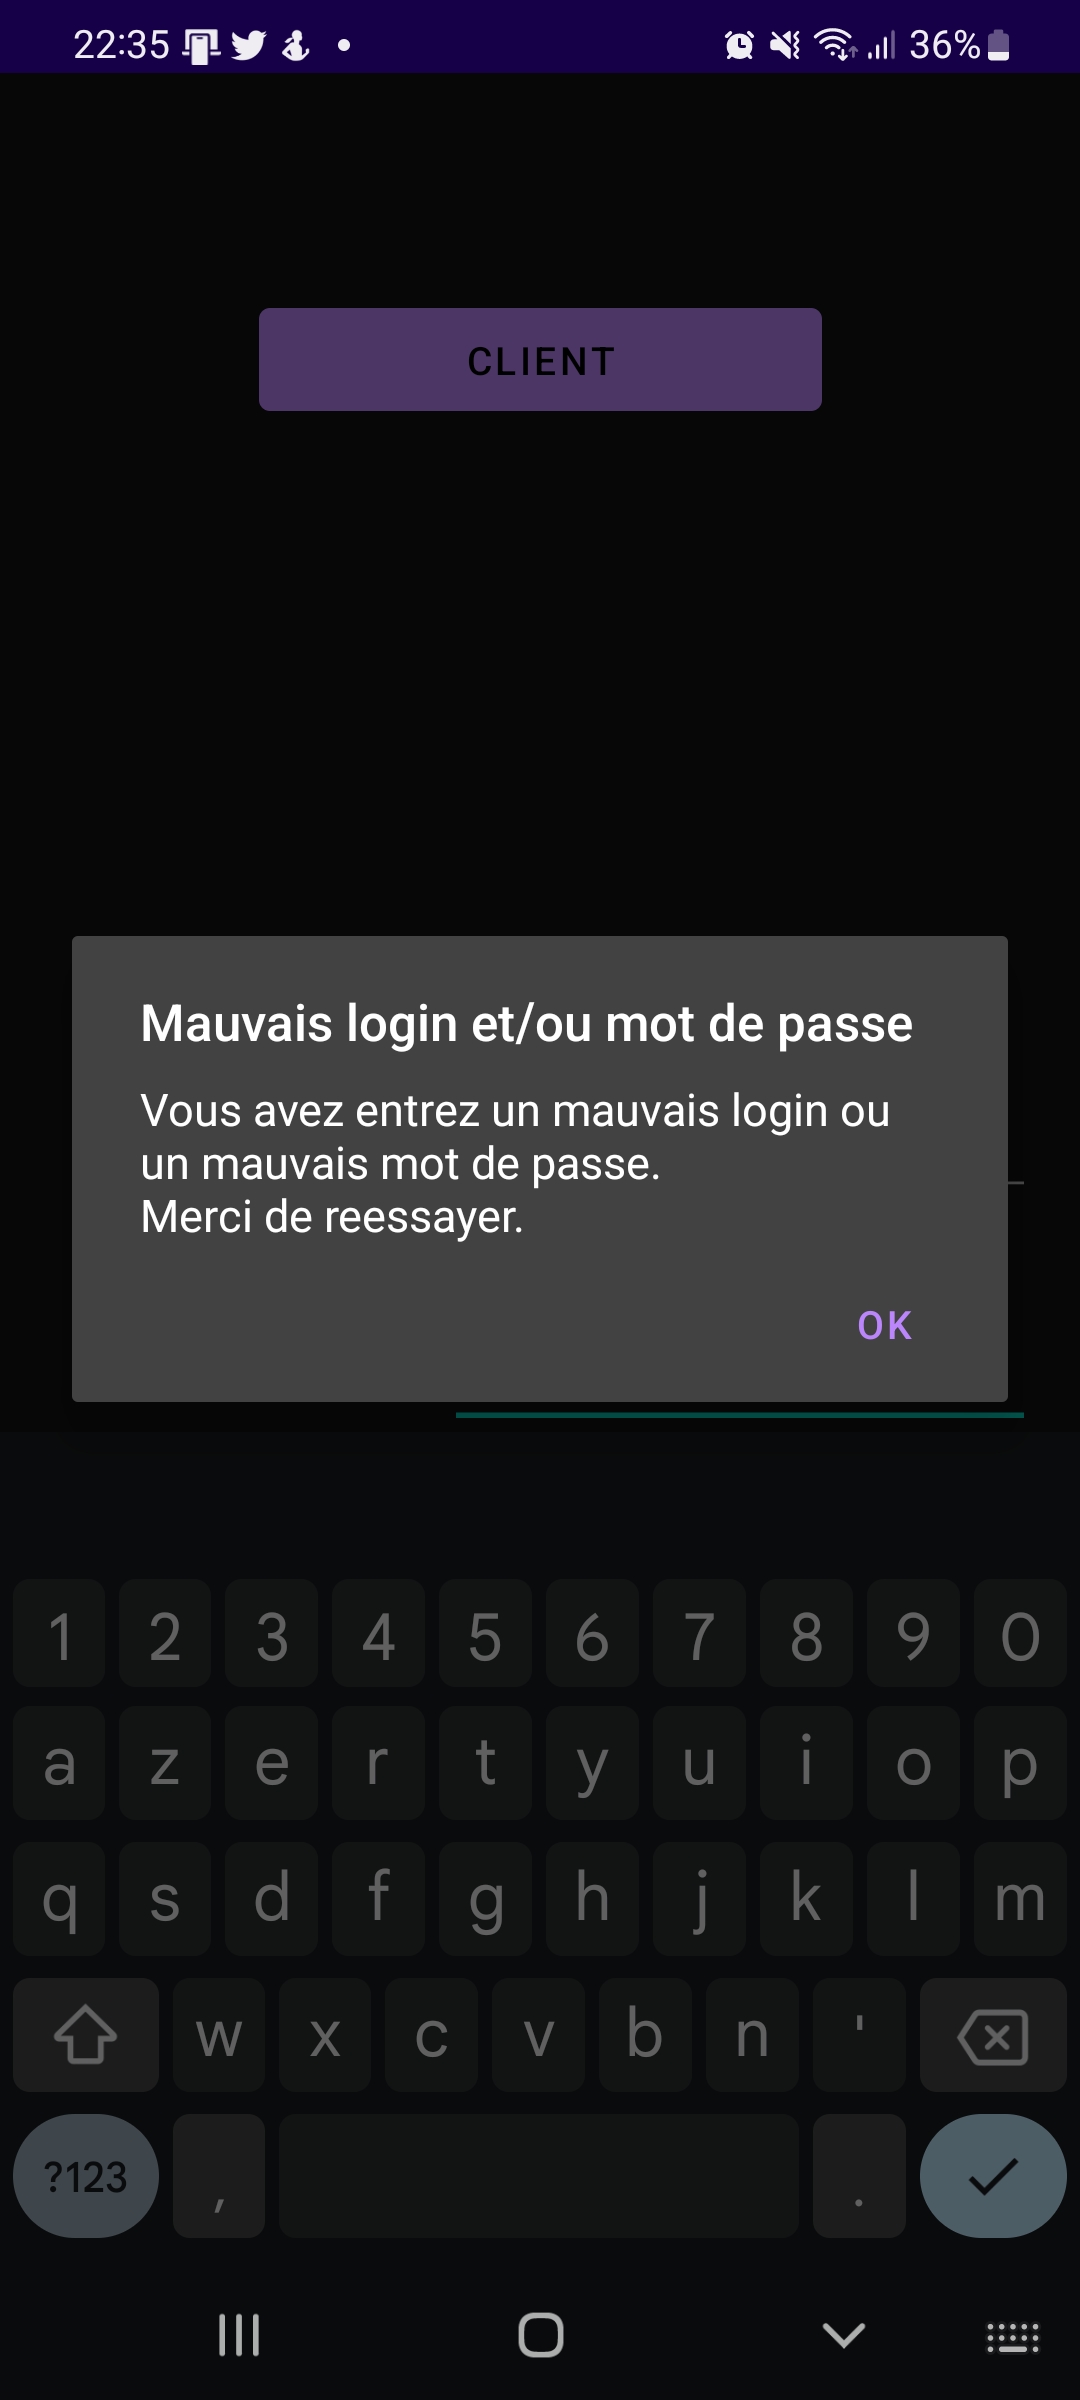 22:35 36%
CLIENT
Mauvais login et/ou mot de passe
Vous avez entrez un mauvais login ou
un mauvais mot de passe.
Merci de reessayer.
OK
1 2 3 4 5 6 7 8 9 0
a z e r t y u i o p
q s d f g h j k l m
w x c v b n '
?123 , .